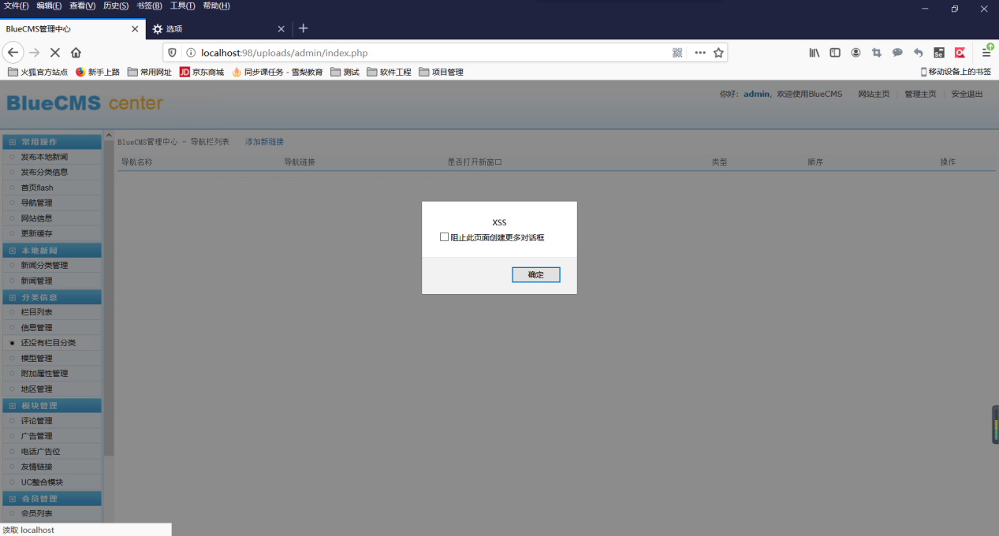 文件(F) 编辑(E) 查看(V) 历史(S) 书签(B) 工具(T) 帮助(H)
BlueCMS管理中心 选项
localhost:98/uploads/admin/index.php
火狐官方站点 新手上路 常用网址 JD 京东商城 同步课任务 - 雪梨教育 测试 软件工程 项目管理 移动设备上的书签
BlueCMS center
你好：admin，欢迎使用BlueCMS 网站主页 管理主页 安全退出
BlueCMS管理中心 - 导航栏列表 添加新链接
导航名称 导航链接 是否打开新窗口 类型 顺序 操作
常用操作
发布本地新闻
发布分类信息
首页flash
导航管理
网站信息
更新缓存
本地新闻
新闻分类管理
新闻管理
分类信息
栏目列表
信息管理
还没有栏目分类
模型管理
附加属性管理
地区管理
模块管理
评论管理
广告管理
电话广告位
友情链接
UC整合模块
会员管理
会员列表
XSS
阻止此页面创建更多对话框
确定
读取 localhost